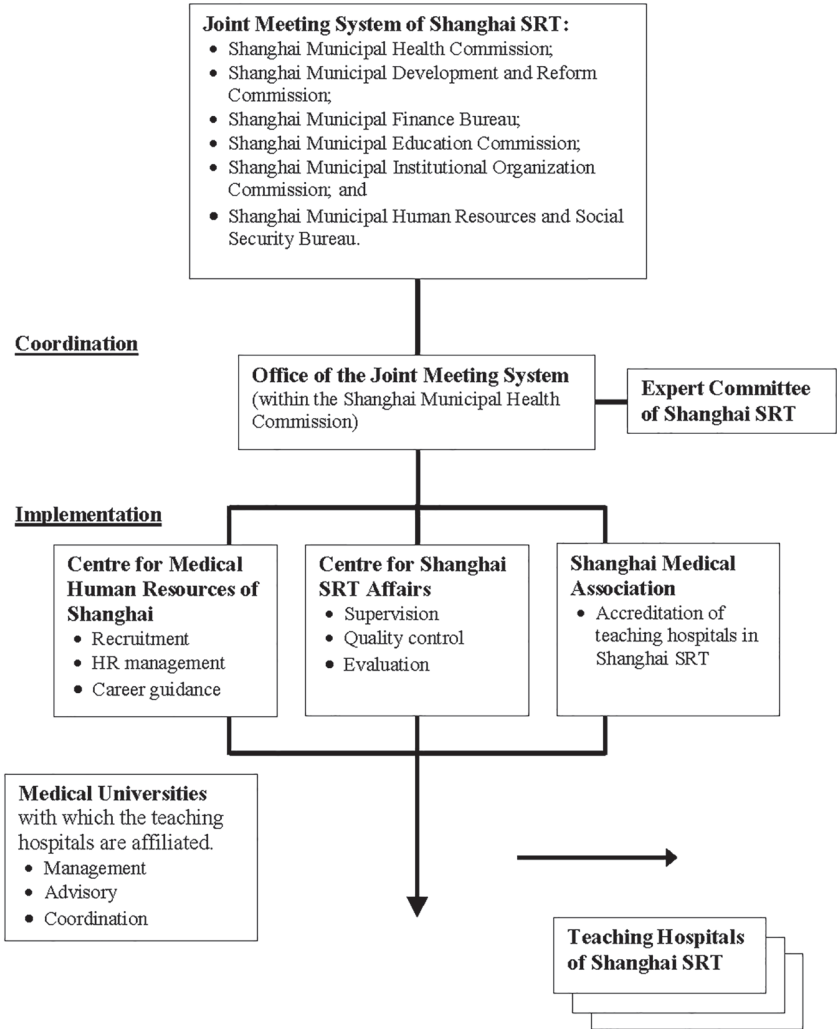 Joint Meeting System of Shanghai SRT:
• Shanghai Municipal Health Commission;
• Shanghai Municipal Development and Reform
Commission;
• Shanghai Municipal Finance Bureau;
• Shanghai Municipal Education Commission;
• Shanghai Municipal Institutional Organization
Commission; and
• Shanghai Municipal Human Resources and Social
Security Bureau.
Coordination
Office of the Joint Meeting System
(within the Shanghai Municipal Health
Commission)
Expert Committee
of Shanghai SRT
Implementation
Centre for Medical
Human Resources of
Shanghai
• Recruitment
• HR management
• Career guidance
Centre for Shanghai
SRT Affairs
• Supervision
• Quality control
• Evaluation
Shanghai Medical
Association
• Accreditation of
teaching hospitals in
Shanghai SRT
Medical Universities
with which the teaching
hospitals are affiliated.
• Management
• Advisory
• Coordination
Teaching Hospitals
of Shanghai SRT